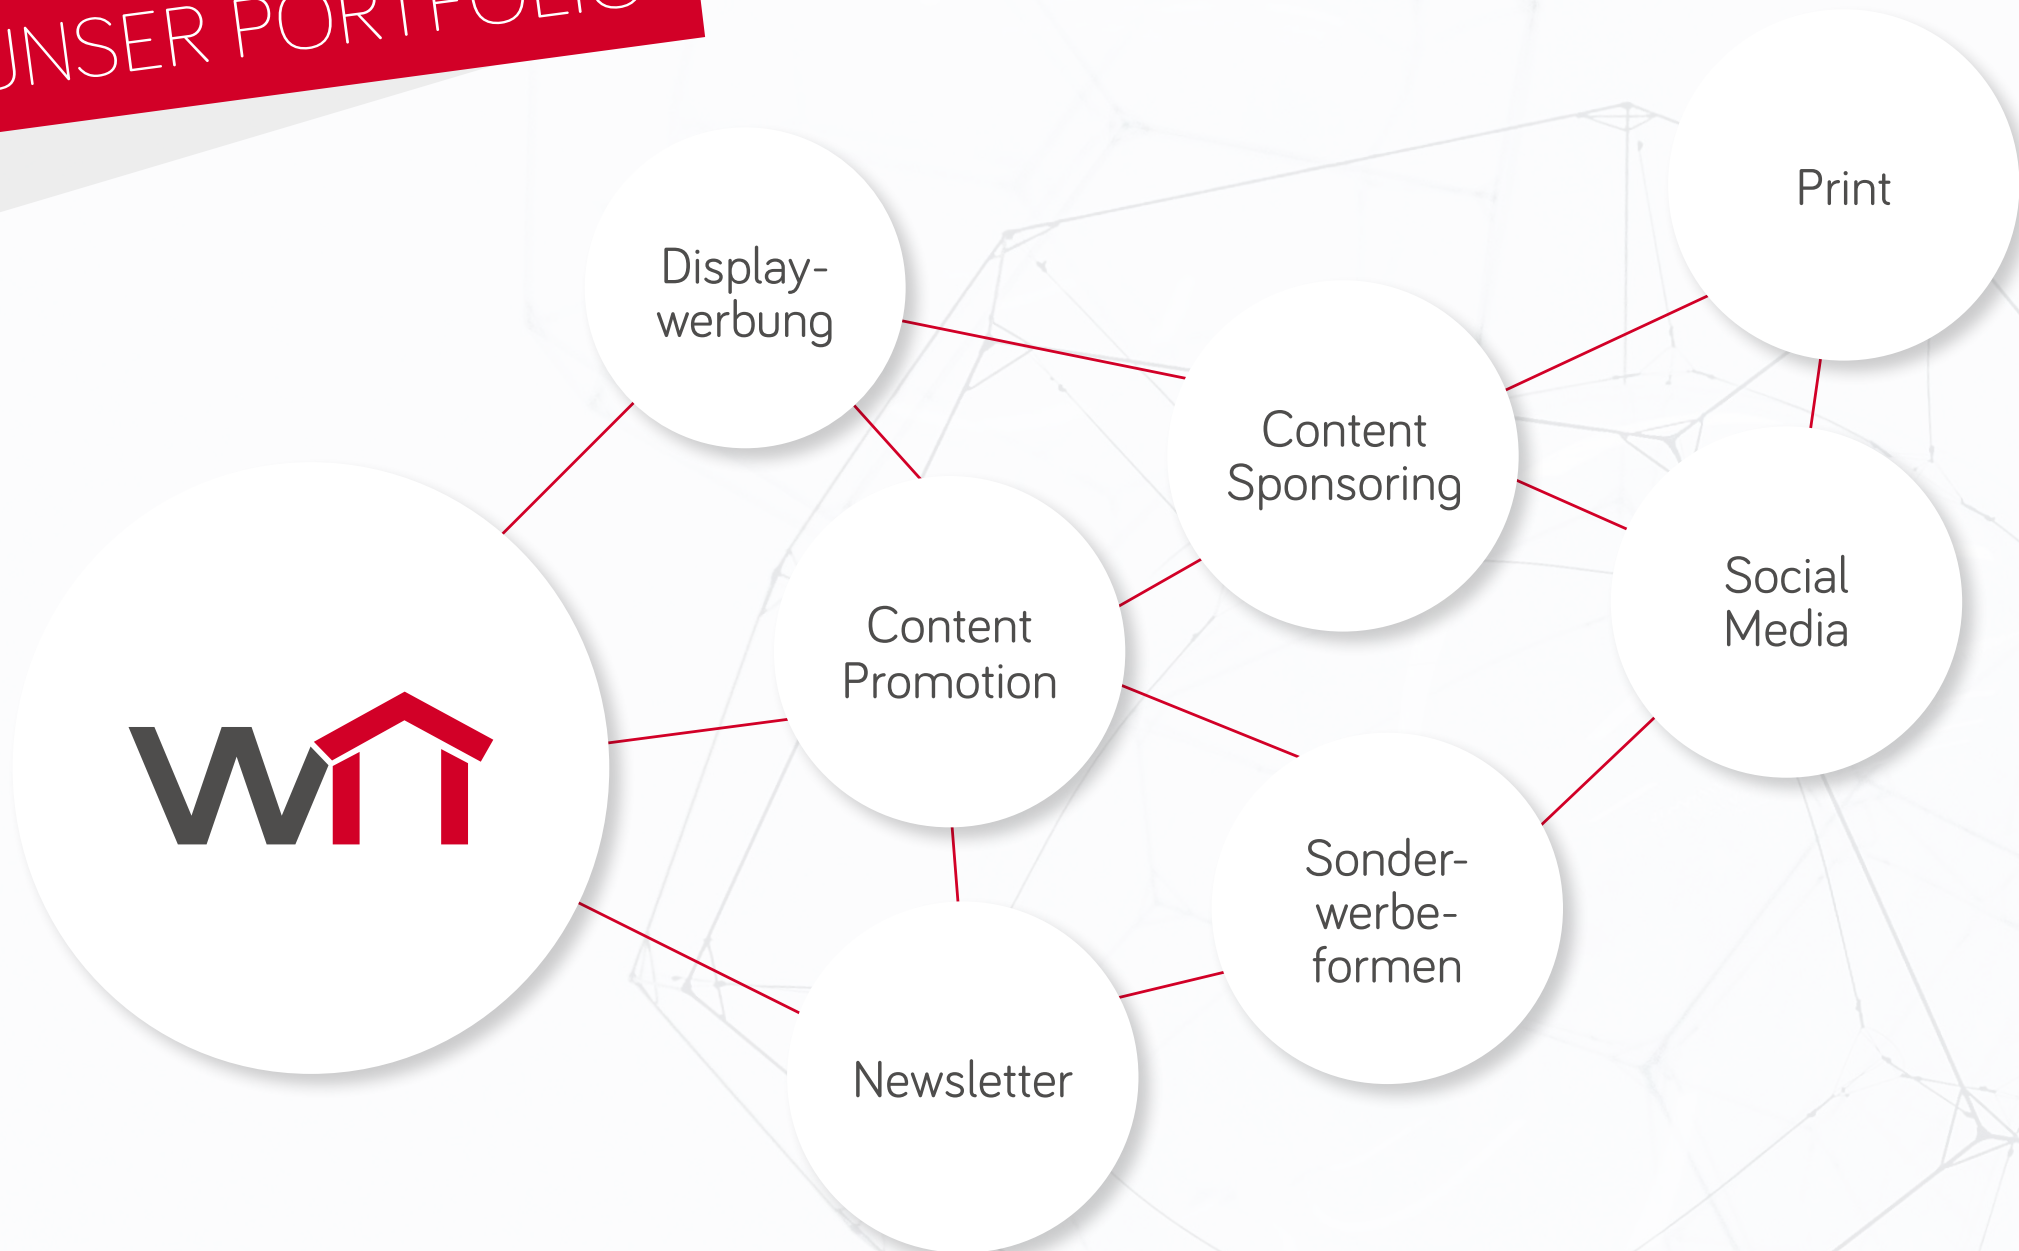 UNSER PORTFOLIO
Display-
werbung
Print
Content
Sponsoring
Social
Media
Content
Promotion
W
Sonder-
werbe-
formen
Newsletter